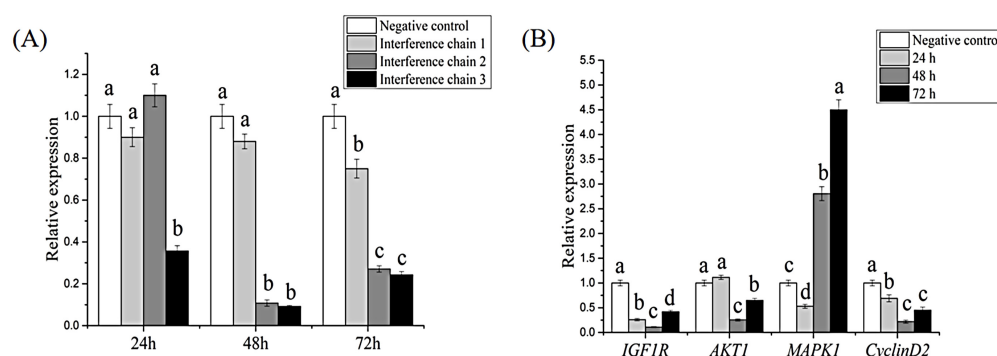 (A)
Negative control
Interference chain 1
Interference chain 2
Interference chain 3
Relative expression
1.2
1.0
0.8
0.6
0.4
0.2
0.0
a a a b
a a b b
a b c c
24h 48h 72h
(B)
Negative control
24 h
48 h
72 h
Relative expression
5.5
5.0
4.5
4.0
3.5
3.0
2.5
2.0
1.5
1.0
0.5
0.0
a b c d
a a c b
c d b a
a b c c
IGF1R AKT1 MAPK1 CyclinD2